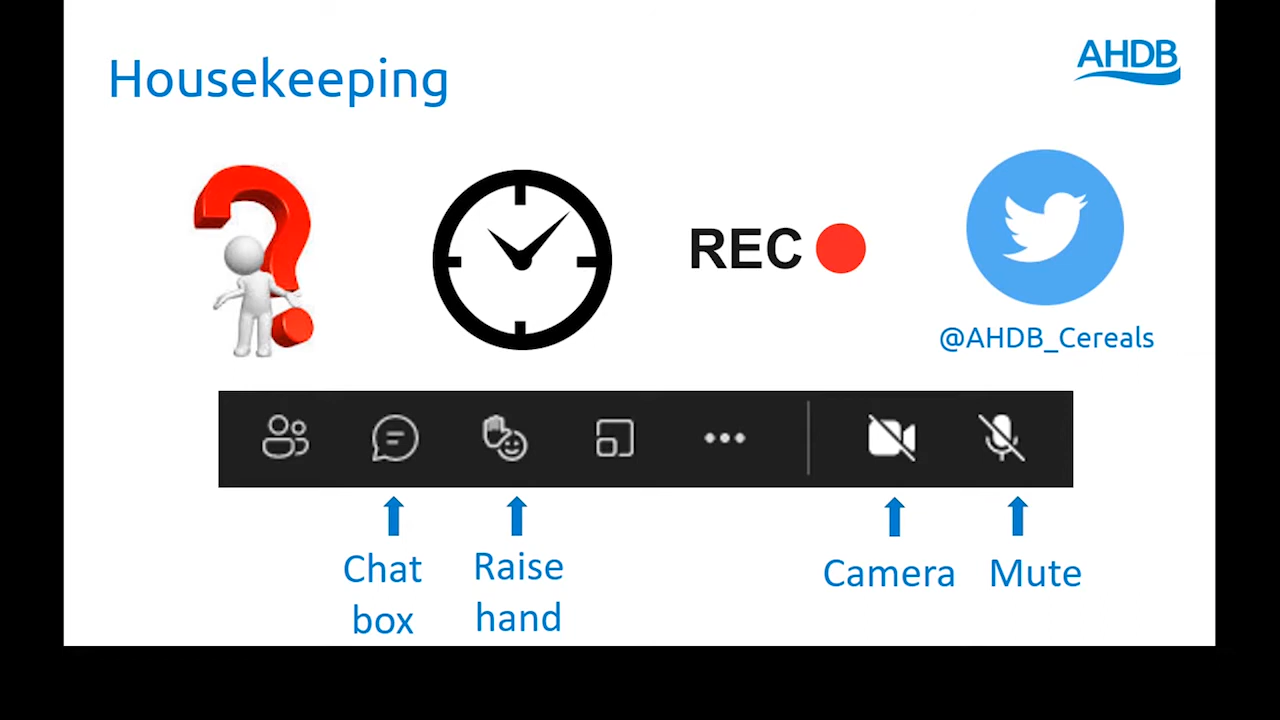 Housekeeping
AHDB
REC
@AHDB_Cereals
Chat
box
Raise
hand
Camera
Mute